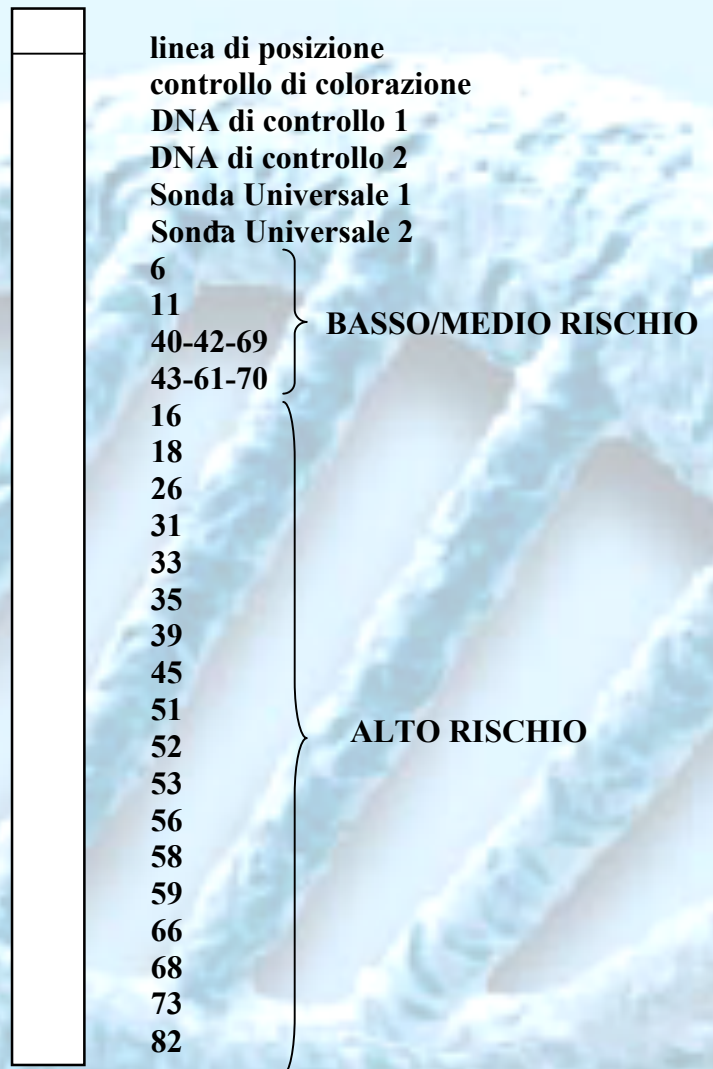 linea di posizione
controllo di colorazione
DNA di controllo 1
DNA di controllo 2
Sonda Universale 1
Sonda Universale 2
6
11
40-42-69
43-61-70
BASSO/MEDIO RISCHIO
16
18
26
31
33
35
39
45
51
52
53
56
58
59
66
68
73
82
ALTO RISCHIO